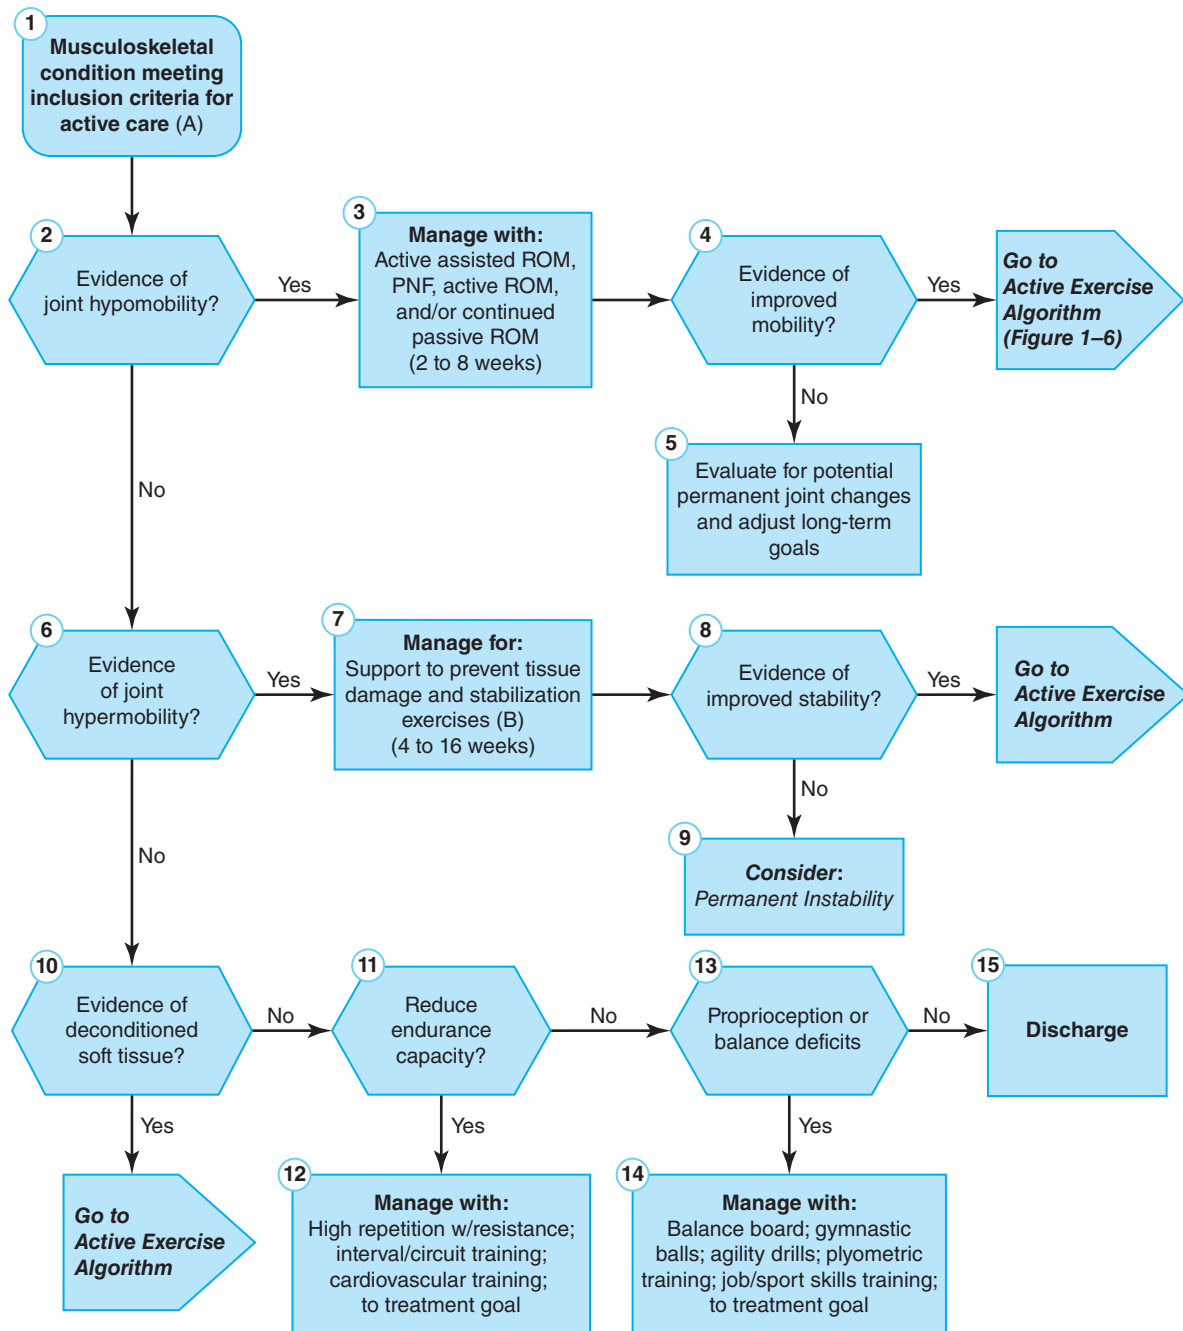 1
Musculoskeletal
condition meeting
inclusion criteria for
active care (A)
2
Evidence of
joint hypomobility?
Yes
3
Manage with:
Active assisted ROM,
PNF, active ROM,
and/or continued
passive ROM
(2 to 8 weeks)
4
Evidence of
improved
mobility?
Yes
Go to
Active Exercise
Algorithm
(Figure 1–6)
No
5
Evaluate for potential
permanent joint changes
and adjust long-term
goals
No
6
Evidence
of joint
hypermobility?
Yes
7
Manage for:
Support to prevent tissue
damage and stabilization
exercises (B)
(4 to 16 weeks)
8
Evidence of
improved stability?
Yes
Go to
Active Exercise
Algorithm
No
9
Consider:
Permanent Instability
No
10
Evidence of
deconditioned
soft tissue?
No
11
Reduce
endurance
capacity?
No
13
Proprioception or
balance deficits
No
15
Discharge
Yes
Go to
Active Exercise
Algorithm
Yes
12
Manage with:
High repetition w/resistance;
interval/circuit training;
cardiovascular training;
to treatment goal
Yes
14
Manage with:
Balance board; gymnastic
balls; agility drills; plyometric
training; job/sport skills training;
to treatment goal